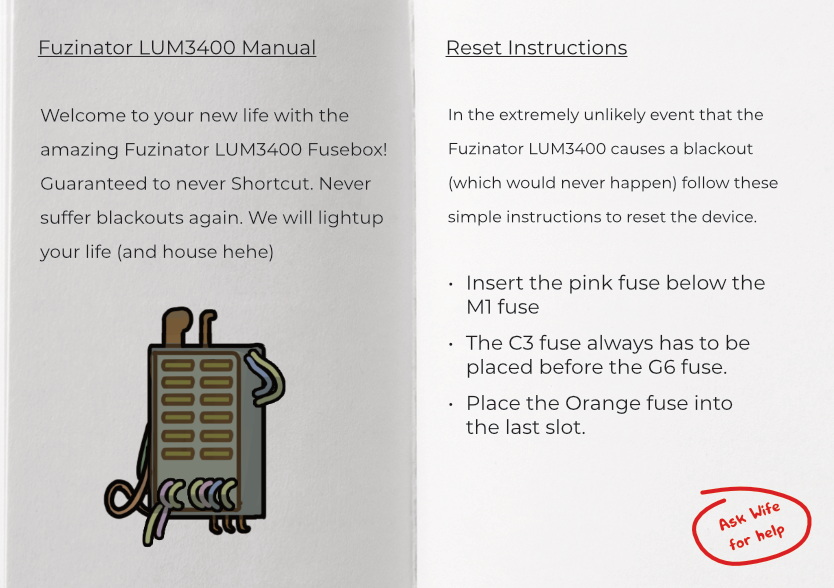 Fuzinator LUM3400 Manual
Welcome to your new life with the
amazing Fuzinator LUM3400 Fusebox!
Guaranteed to never Shortcut. Never
suffer blackouts again. We will lightup
your life (and house hehe)
Reset Instructions
In the extremely unlikely event that the
Fuzinator LUM3400 causes a blackout
(which would never happen) follow these
simple instructions to reset the device.
• Insert the pink fuse below the
M1 fuse
• The C3 fuse always has to be
placed before the G6 fuse.
• Place the Orange fuse into
the last slot.
Ask Wife
for help